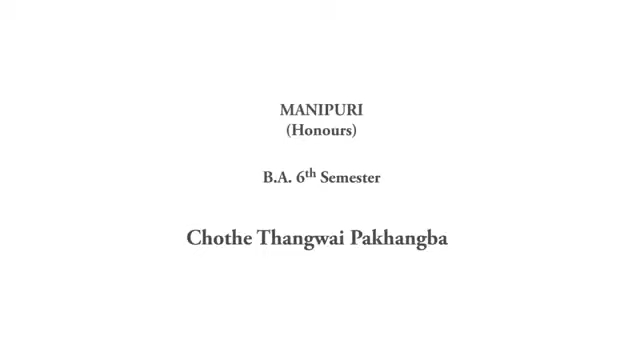 MANIPURI
(Honours)
B.A. 6th Semester
Chothe Thangwai Pakhangba